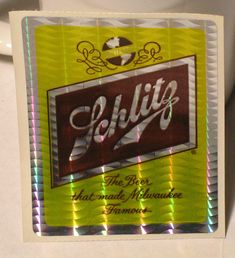 Schlitz
The Beer
that made Milwaukee
Famous